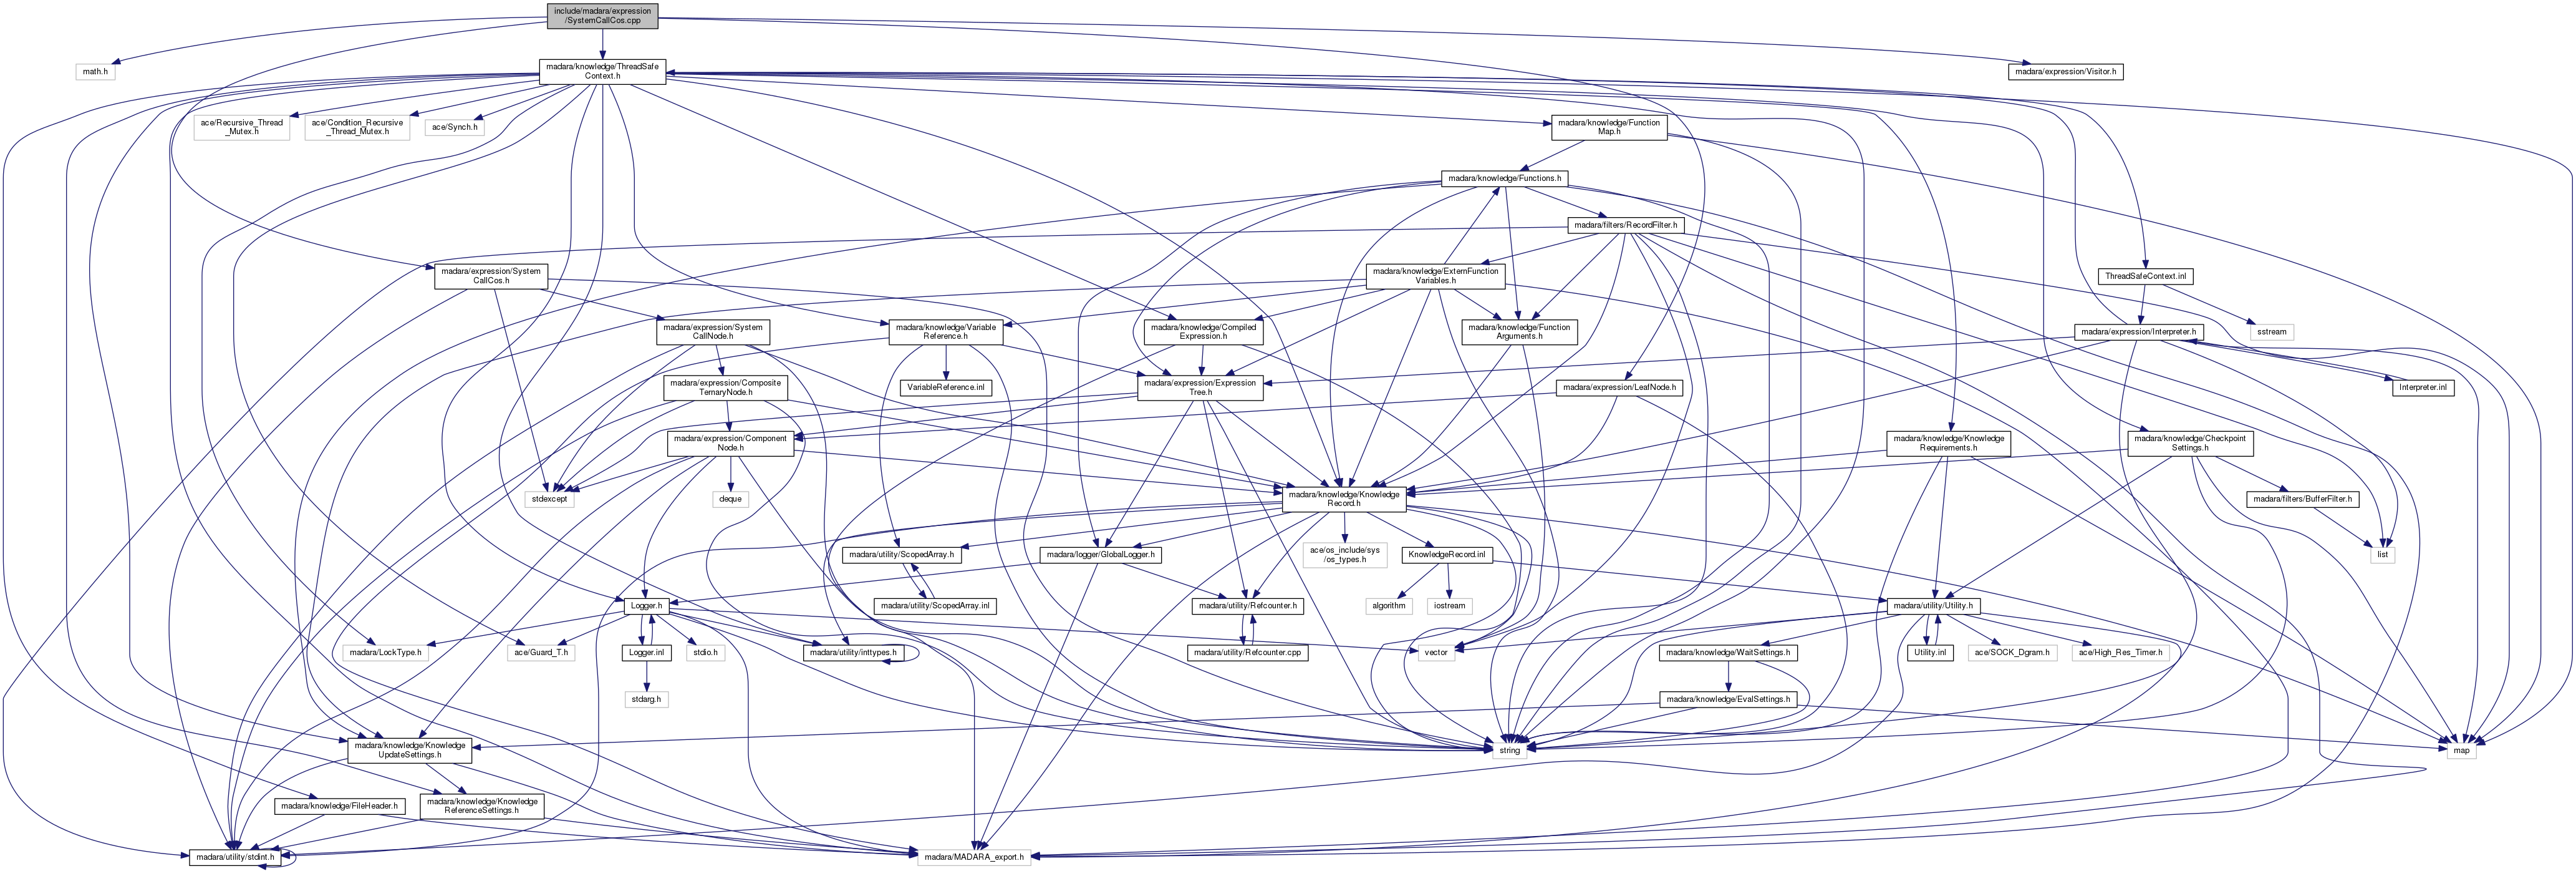 include/madara/expression
/SystemCallCos.cpp
math.h
madara/knowledge/ThreadSafe
Context.h
madara/expression/Visitor.h
ace/Recursive_Thread
_Mutex.h
ace/Condition_Recursive
_Thread_Mutex.h
ace/Synch.h
madara/knowledge/Function
Map.h
madara/knowledge/Functions.h
madara/filters/RecordFilter.h
madara/expression/System
CallCos.h
madara/knowledge/ExternFunction
Variables.h
ThreadSafeContext.inl
madara/expression/System
CallNode.h
madara/knowledge/Variable
Reference.h
madara/knowledge/Compiled
Expression.h
madara/knowledge/Function
Arguments.h
madara/expression/Interpreter.h
sstream
madara/expression/Composite
TernaryNode.h
VariableReference.inl
madara/expression/Expression
Tree.h
madara/expression/LeafNode.h
Interpreter.inl
madara/expression/Component
Node.h
madara/knowledge/Knowledge
Requirements.h
madara/knowledge/Checkpoint
Settings.h
stdexcept
deque
madara/knowledge/Knowledge
Record.h
madara/filters/BufferFilter.h
madara/utility/ScopedArray.h
madara/logger/GlobalLogger.h
ace/os_include/sys
/os_types.h
KnowledgeRecord.inl
list
Logger.h
madara/utility/ScopedArray.inl
madara/utility/Refcounter.h
algorithm
iostream
madara/utility/Utility.h
madara/LockType.h
ace/Guard_T.h
Logger.inl
stdio.h
madara/utility/inttypes.h
madara/utility/Refcounter.cpp
vector
madara/knowledge/WaitSettings.h
Utility.inl
ace/SOCK_Dgram.h
ace/High_Res_Timer.h
stdarg.h
madara/knowledge/EvalSettings.h
madara/knowledge/Knowledge
UpdateSettings.h
string
map
madara/knowledge/FileHeader.h
madara/knowledge/Knowledge
ReferenceSettings.h
madara/utility/stdint.h
madara/MADARA_export.h